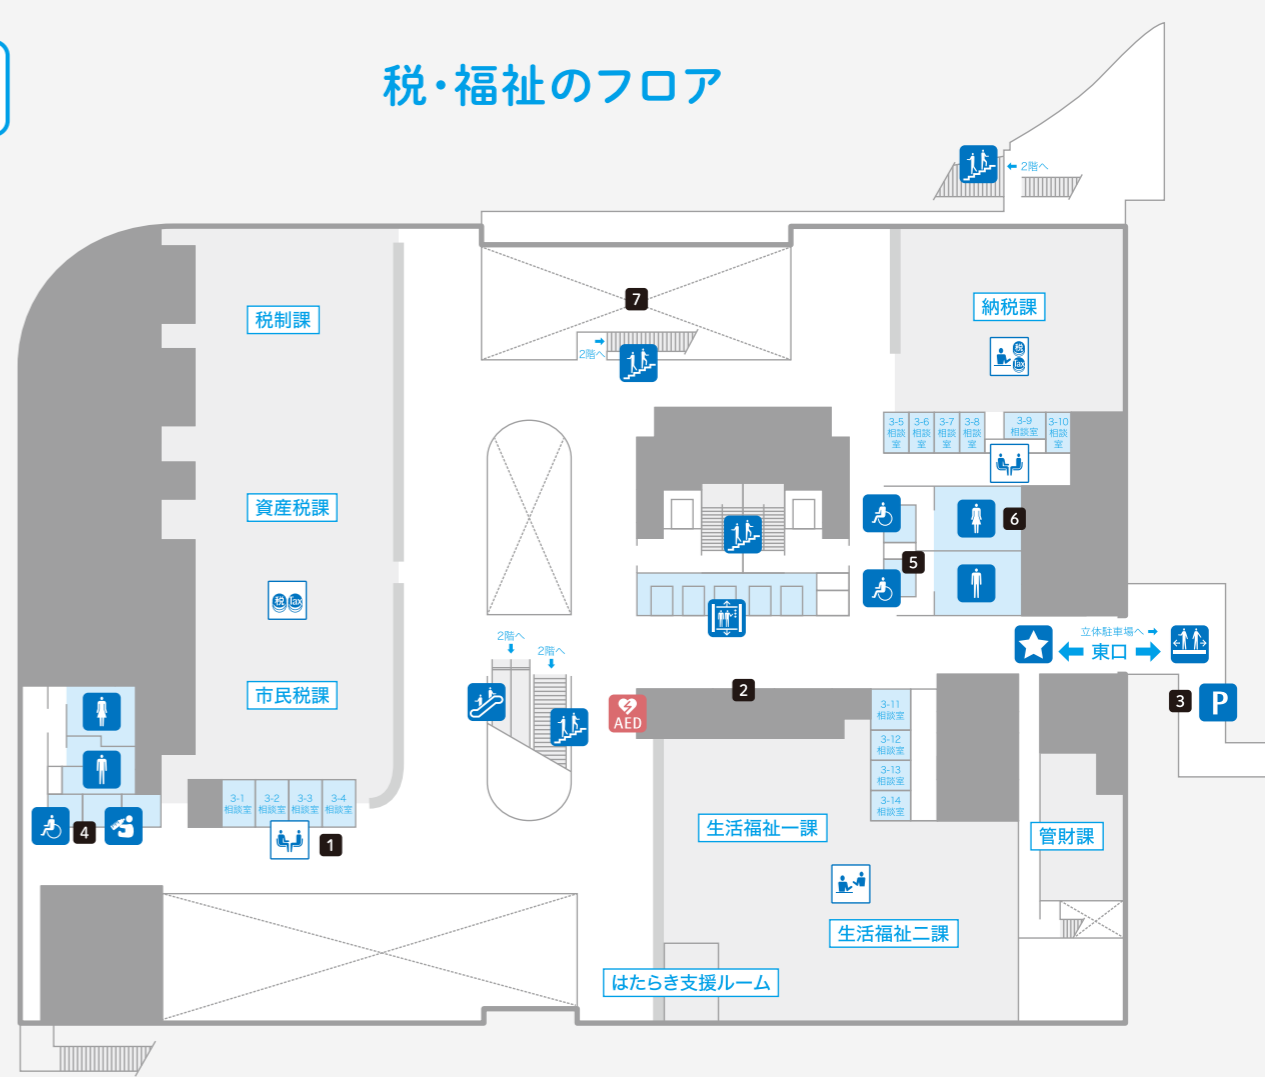 税・福祉のフロア
← 2階へ
7
→
2階へ
税制課
納税課
税
tax
3-5
相談
室
3-6
相談
室
3-7
相談
室
3-8
相談
室
3-9
相談室
3-10
相談
室
資産税課
6
5
税
tax
市民税課
2階へ
↓
2階へ
↓
立体駐車場へ →
← 東口 →
AED
2
3
P
3-11
相談室
3-12
相談室
3-13
相談室
3-14
相談室
3-1
相談室
3-2
相談室
3-3
相談室
3-4
相談室
4
1
生活福祉一課
管財課
生活福祉二課
はたらき支援ルーム